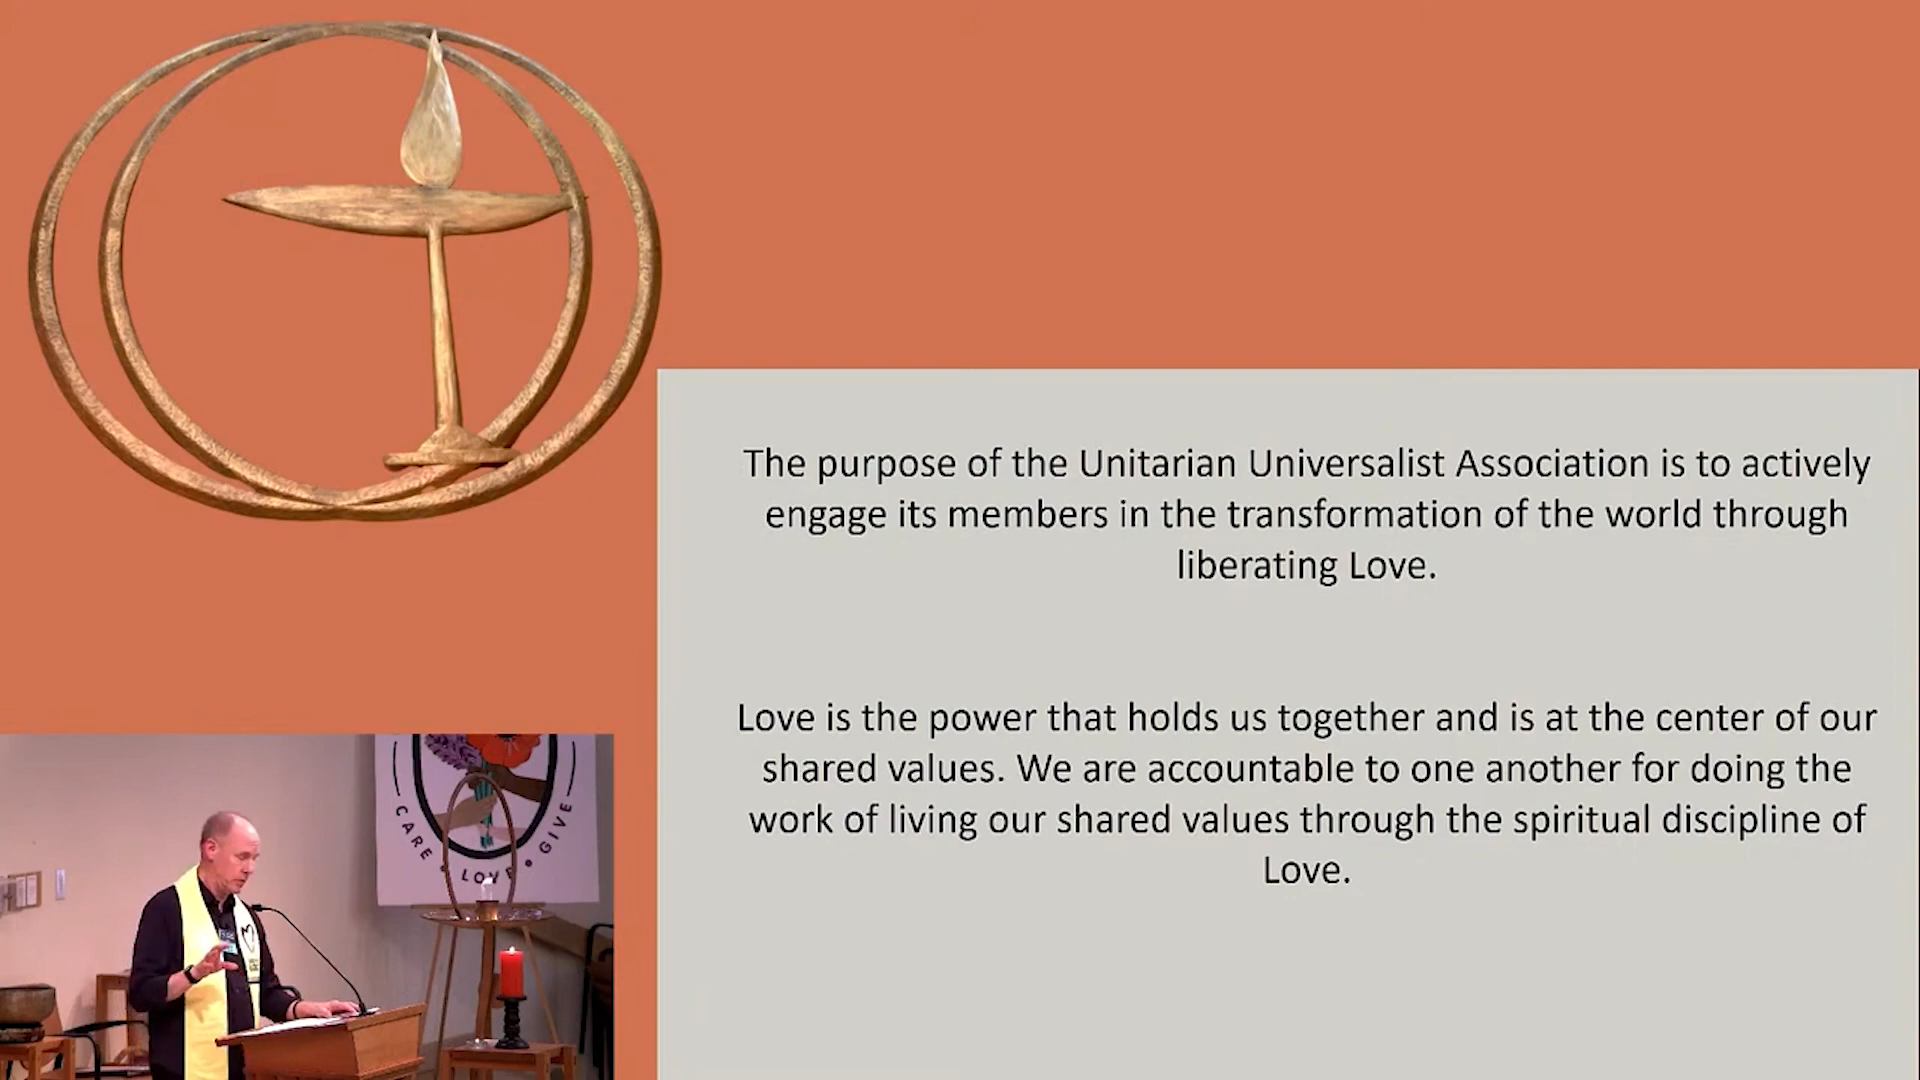 The purpose of the Unitarian Universalist Association is to actively
engage its members in the transformation of the world through
liberating Love.
Love is the power that holds us together and is at the center of our
shared values. We are accountable to one another for doing the
work of living our shared values through the spiritual discipline of
Love.
CARE • LOVE • GIVE